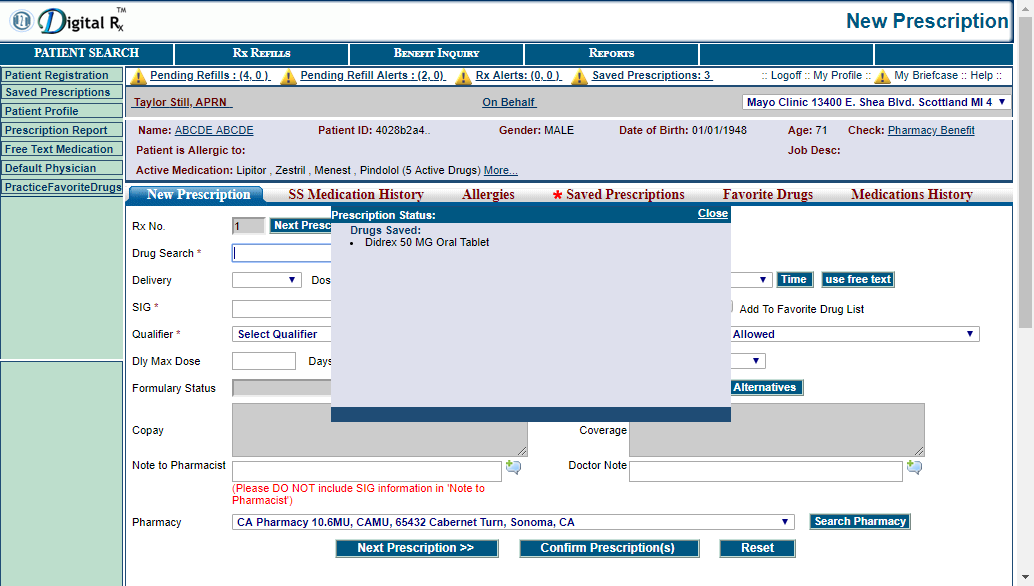 Digital Rx TM
New Prescription
PATIENT SEARCH RX REFILLS BENEFIT INQUIRY REPORTS
Patient Registration
Saved Prescriptions
Patient Profile
Prescription Report
Free Text Medication
Default Physician
PracticeFavoriteDrugs
Pending Refills : (4, 0 ) Pending Refill Alerts : (2, 0) Rx Alerts: (0, 0 ) Saved Prescriptions: 3 :: Logoff :: My Profile :: My Briefcase :: Help ::
Taylor Still, APRN On Behalf Mayo Clinic 13400 E. Shea Blvd. Scottland MI 4
Name: ABCDE ABCDE Patient ID: 4028b2a4.. Gender: MALE Date of Birth: 01/01/1948 Age: 71 Check: Pharmacy Benefit
Patient is Allergic to: Job Desc:
Active Medication: Lipitor , Zestril , Menest , Pindolol (5 Active Drugs) More...
New Prescription SS Medication History Allergies * Saved Prescriptions Favorite Drugs Medications History
Prescription Status: Close
Drugs Saved:
• Didrex 50 MG Oral Tablet
Rx No. 1 Next Presc
Drug Search *
Delivery Dos Time use free text
SIG * Add To Favorite Drug List
Qualifier * Select Qualifier Allowed
Dly Max Dose Days
Formulary Status Alternatives
Copay Coverage
Note to Pharmacist Doctor Note
(Please DO NOT include SIG information in 'Note to
Pharmacist')
Pharmacy CA Pharmacy 10.6MU, CAMU, 65432 Cabernet Turn, Sonoma, CA Search Pharmacy
Next Prescription >> Confirm Prescription(s) Reset